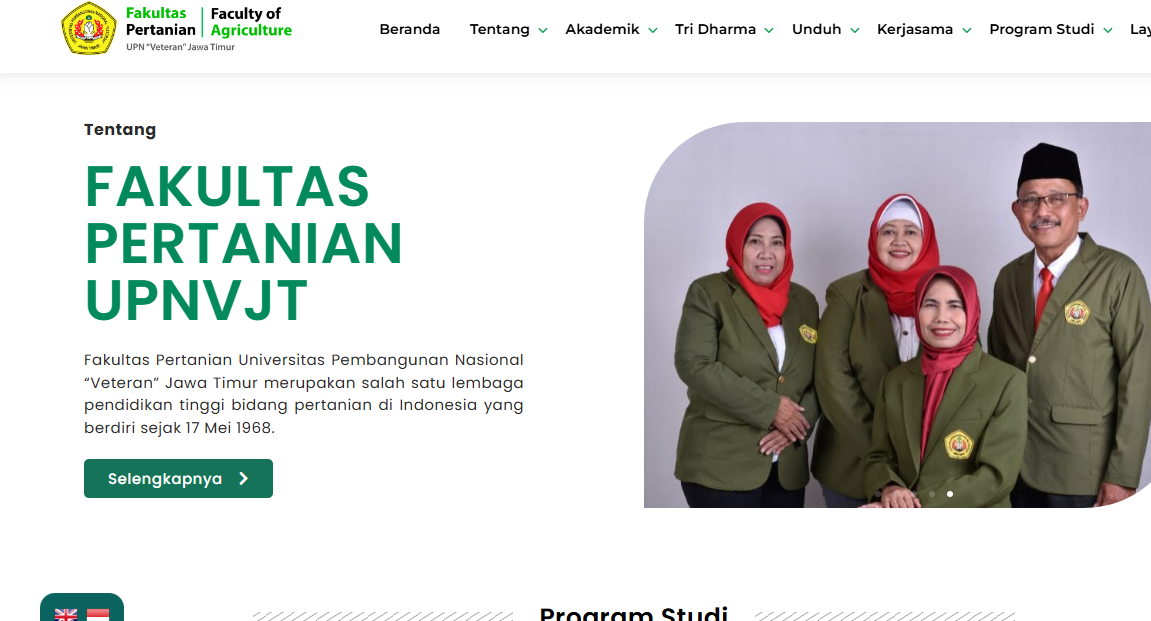 Fakultas
Pertanian
Faculty of
Agriculture
UPN "Veteran" Jawa Timur
Beranda
Tentang
Akademik
Tri Dharma
Unduh
Kerjasama
Program Studi
Tentang
FAKULTAS
PERTANIAN
UPNVJT
Fakultas Pertanian Universitas Pembangunan Nasional
“Veteran” Jawa Timur merupakan salah satu lembaga
pendidikan tinggi bidang pertanian di Indonesia yang
berdiri sejak 17 Mei 1968.
Selengkapnya
Program Studi